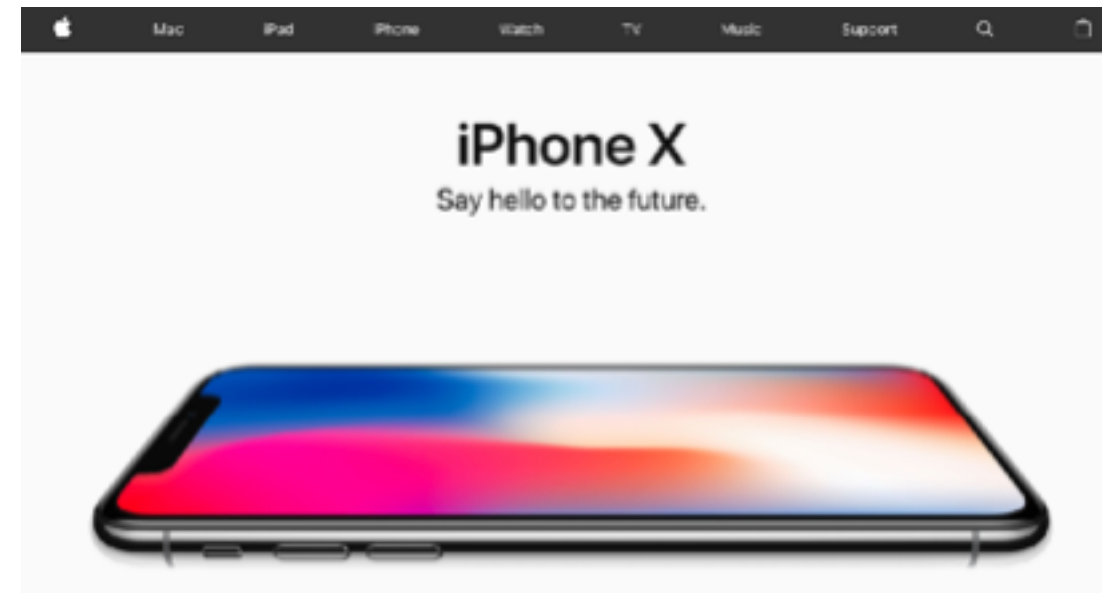 Mac iPad iPhone Watch TV Music Support
iPhone X
Say hello to the future.